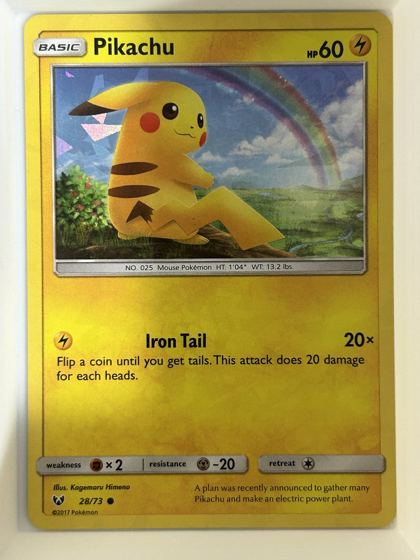 BASIC Pikachu HP60
NO. 025 Mouse Pokémon HT: 1'04" WT: 13.2 lbs.
Iron Tail 20×
Flip a coin until you get tails. This attack does 20 damage
for each heads.
weakness × 2 resistance -20 retreat
Illus. Kagemaru Himeno
28/73
©2017 Pokémon
A plan was recently announced to gather many
Pikachu and make an electric power plant.